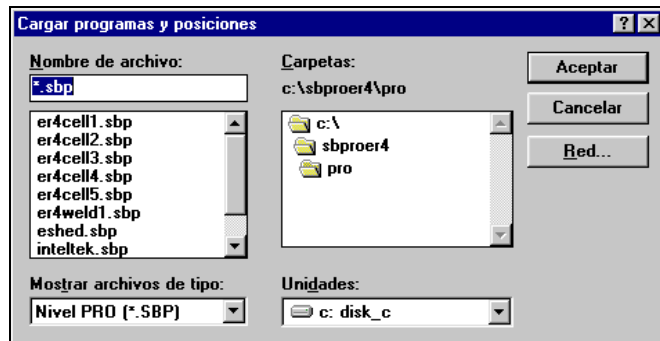 Cargar programas y posiciones
Nombre de archivo:
*.sbp
er4cell1.sbp
er4cell2.sbp
er4cell3.sbp
er4cell4.sbp
er4cell5.sbp
er4weld1.sbp
eshed.sbp
inteltek.sbp
Mostrar archivos de tipo:
Nivel PRO (*.SBP)
Carpetas:
c:\sbproer4\pro
c:\
sbproer4
pro
Unidades:
c: disk_c
Aceptar
Cancelar
Red...